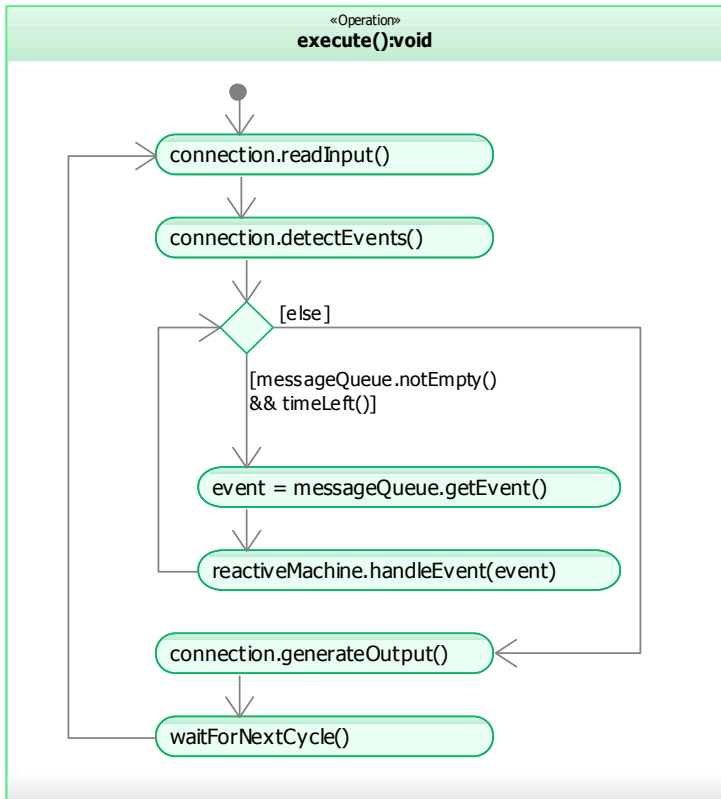 «Operation»
execute():void
connection.readInput()
connection.detectEvents()
[else]
[messageQueue.notEmpty()
&& timeLeft()]
event = messageQueue.getEvent()
reactiveMachine.handleEvent(event)
connection.generateOutput()
waitForNextCycle()